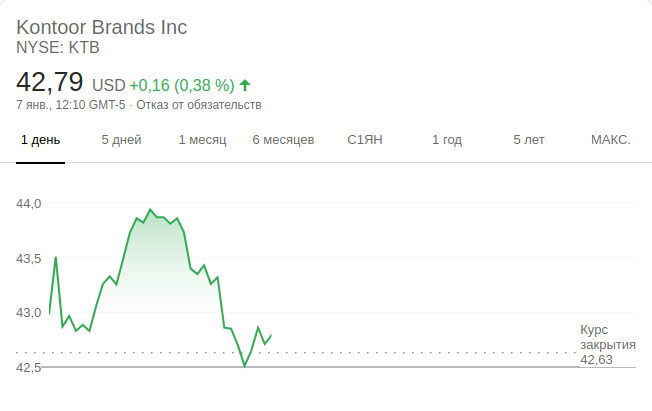 Kontoor Brands Inc
NYSE: KTB
42,79 USD +0,16 (0,38 %)
7 янв., 12:10 GMT-5 · Отказ от обязательств
1 день 5 дней 1 месяц 6 месяцев С1ЯН 1 год 5 лет МАКС.
44,0
43,5
43,0
Курс
закрытия
42,63
42,5